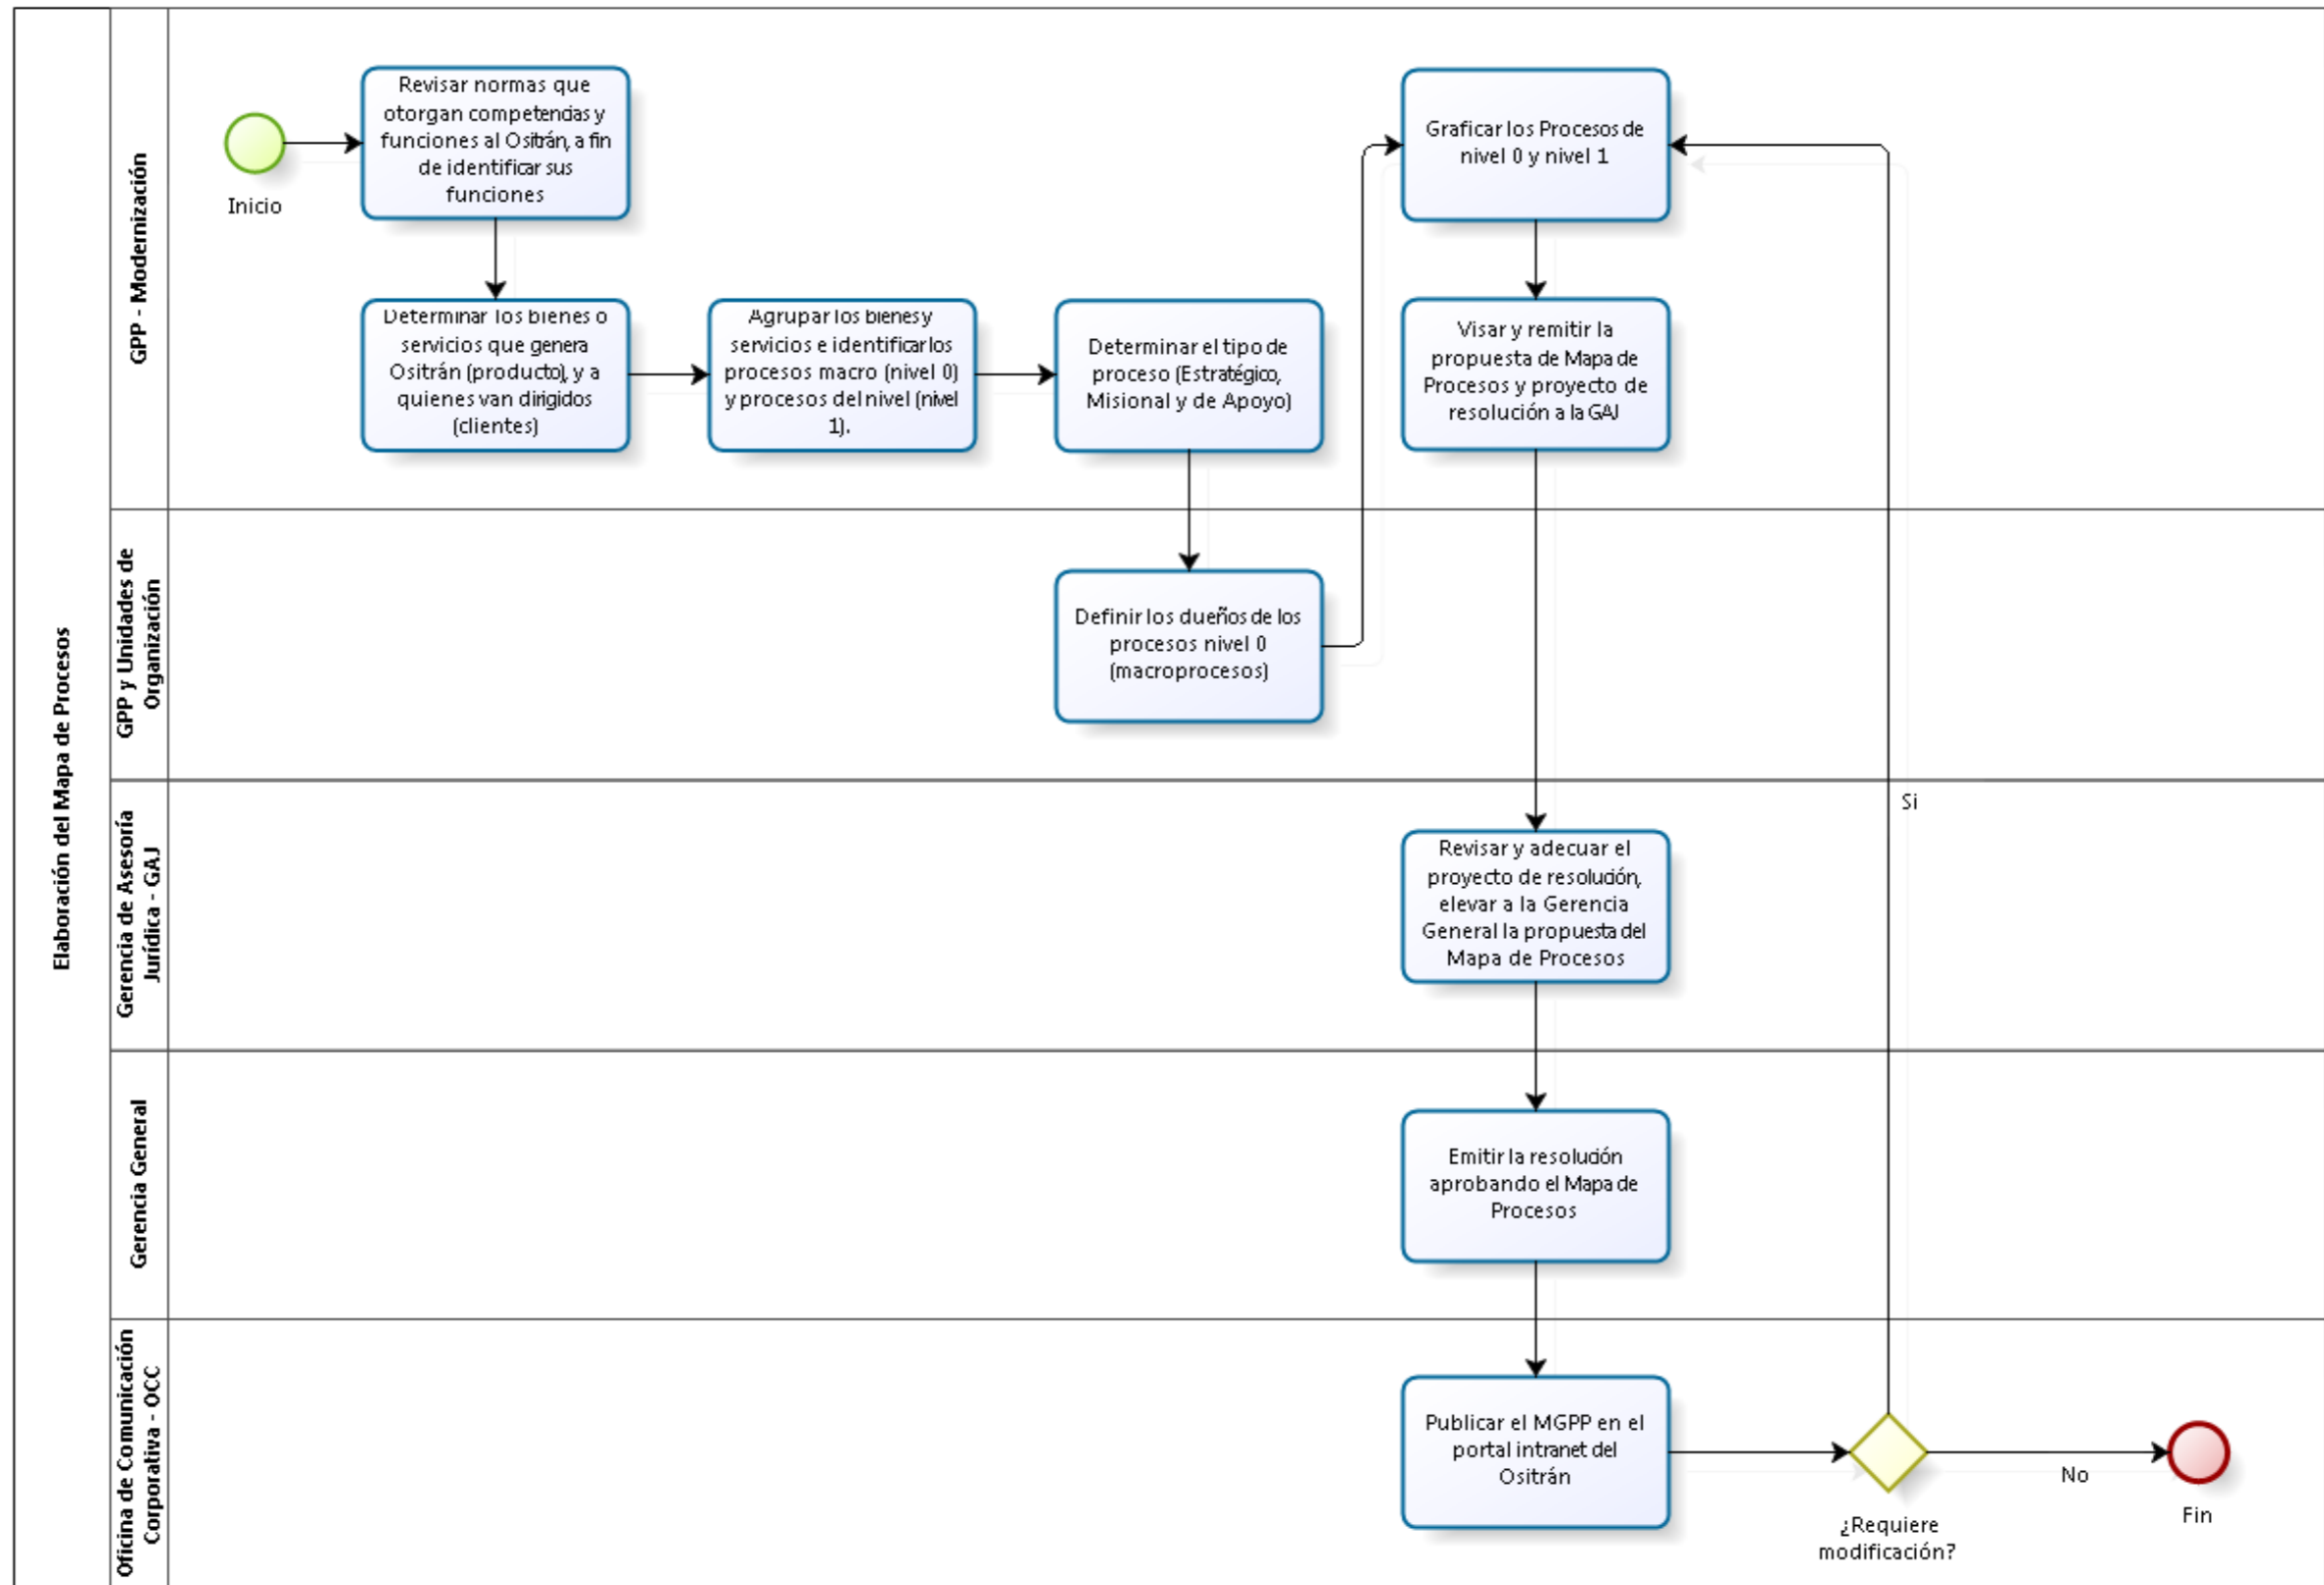 Elaboración del Mapa de Procesos
GPP - Modernización
Inicio
Revisar normas que
otorgan competencias y
funciones al Ositrán, a fin
de identificar sus
funciones
Determinar los bienes o
servicios que genera
Ositrán (producto), y a
quienes van dirigidos
(clientes)
Agrupar los bienes y
servicios e identificar los
procesos macro (nivel 0)
y procesos del nivel (nivel
1).
Determinar el tipo de
proceso (Estratégico,
Misional y de Apoyo)
Graficar los Procesos de
nivel 0 y nivel 1
Visar y remitir la
propuesta de Mapa de
Procesos y proyecto de
resolución a la GAJ
GPP y Unidades de
Organización
Definir los dueños de los
procesos nivel 0
(macroprocesos)
Gerencia de Asesoría
Jurídica - GAJ
Si
Revisar y adecuar el
proyecto de resolución,
elevar a la Gerencia
General la propuesta del
Mapa de Procesos
Gerencia General
Emitir la resolución
aprobando el Mapa de
Procesos
Oficina de Comunicación
Corporativa - OCC
Publicar el MGPP en el
portal intranet del
Ositrán
¿Requiere
modificación?
No
Fin